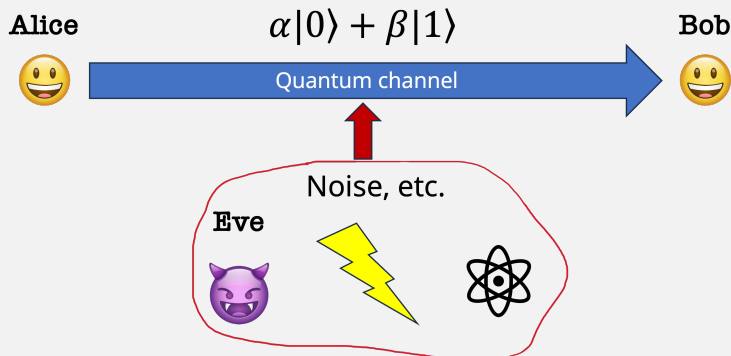 Alice
α|0⟩ + β|1⟩
Bob
Quantum channel
Noise, etc.
Eve